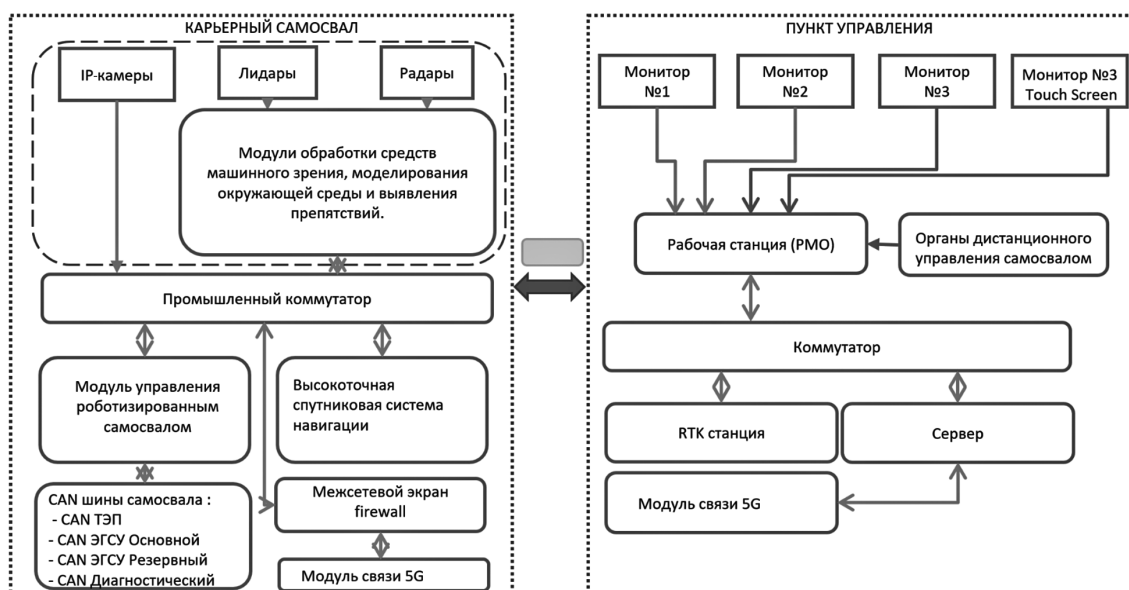 КАРЬЕРНЫЙ САМОСВАЛ
IP-камеры
Лидары
Радары
Модули обработки средств
машинного зрения, моделирования
окружающей среды и выявления
препятствий.
Промышленный коммутатор
Модуль управления
роботизированным
самосвалом
Высокоточная
спутниковая система
навигации
CAN шины самосвала :
- CAN ТЭП
- CAN ЭГСУ Основной
- CAN ЭГСУ Резервный
- CAN Диагностический
Межсетевой экран
firewall
Модуль связи 5G
ПУНКТ УПРАВЛЕНИЯ
Монитор
№1
Монитор
№2
Монитор
№3
Монитор №3
Touch Screen
Рабочая станция (РМО)
Органы дистанционного
управления самосвалом
Коммутатор
RTK станция
Сервер
Модуль связи 5G